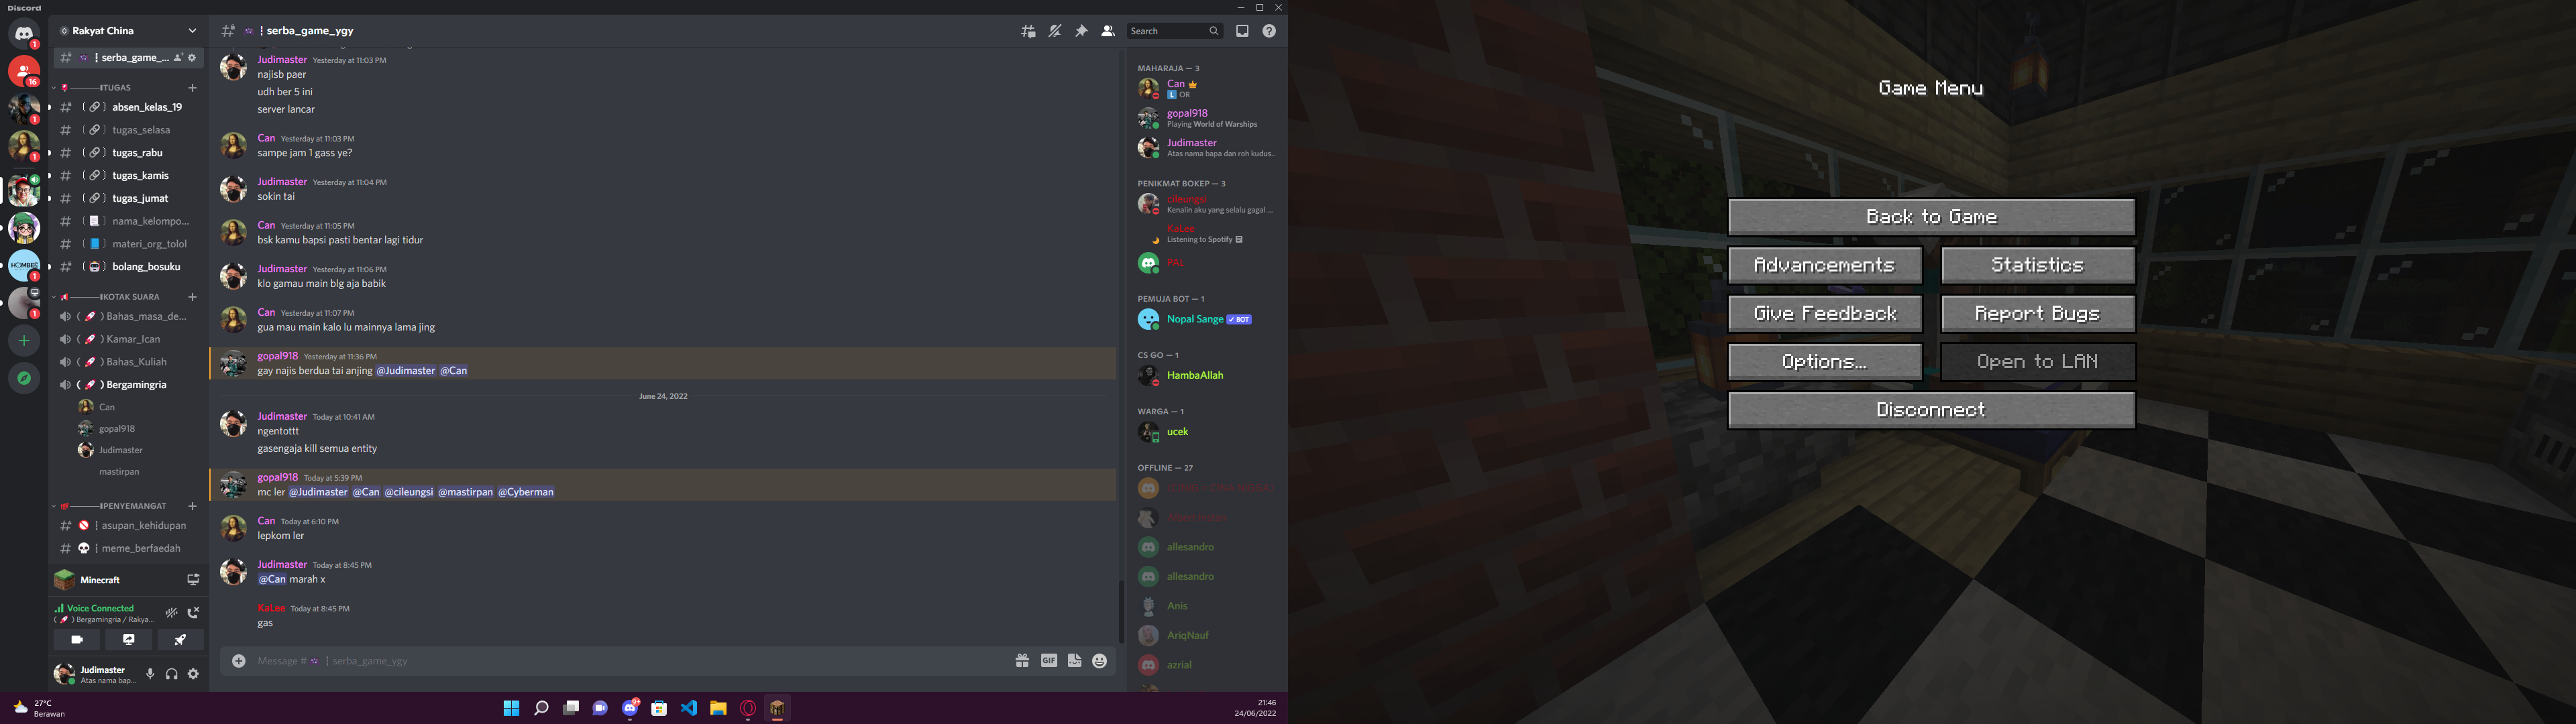 Discord
Rakyat China
serba_game_...
TUGAS
absen_kelas_19
tugas_selasa
tugas_rabu
tugas_kamis
tugas_jumat
nama_kelompo...
materi_org_tolol
bolang_bosuku
KOTAK SUARA
Bahas_masa_de...
Kamar_Ican
Bahas_Kuliah
Bergamingria
Can
gopal918
Judimaster
mastirpan
PENYEMANGAT
asupan_kehidupan
meme_berfaedah
Minecraft
Voice Connected
Bergamingria / Rakya...
Judimaster
Atas nama bap...
serba_game_ygy
Search
Judimaster Yesterday at 11:03 PM
najisb paer
udh ber 5 ini
server lancar
Can Yesterday at 11:03 PM
sampe jam 1 gass ye?
Judimaster Yesterday at 11:04 PM
sokin tai
Can Yesterday at 11:05 PM
bsk kamu bapsi pasti bentar lagi tidur
Judimaster Yesterday at 11:06 PM
klo gamau main blg aja babik
Can Yesterday at 11:07 PM
gua mau main kalo lu mainnya lama jing
gopal918 Yesterday at 11:36 PM
gay najis berdua tai anjing @Judimaster @Can
June 24, 2022
Judimaster Today at 10:41 AM
ngentottt
gasengaja kill semua entity
gopal918 Today at 5:39 PM
mc ler @Judimaster @Can @cileungsi @mastirpan @Cyberman
Can Today at 6:10 PM
lepkom ler
Judimaster Today at 8:45 PM
@Can marah x
KaLee Today at 8:45 PM
gas
Message # serba_game_ygy
GIF
MAHARAJA — 3
Can
L OR
gopal918
Playing World of Warships
Judimaster
Atas nama bapa dan roh kudus..
PENIKMAT BOKEP — 3
cileungsi
Kenalin aku yang selalu gagal ...
KaLee
Listening to Spotify
PAL
PEMUJA BOT — 1
Nopal Sange BOT
CS GO — 1
HambaAllah
WARGA — 1
ucek
OFFLINE — 27
allesandro
allesandro
Anis
AriqNauf
azrial
27°C
Berawan
21:46
24/06/2022
Game Menu
Back to Game
Advancements
Statistics
Give Feedback
Report Bugs
Options...
Open to LAN
Disconnect